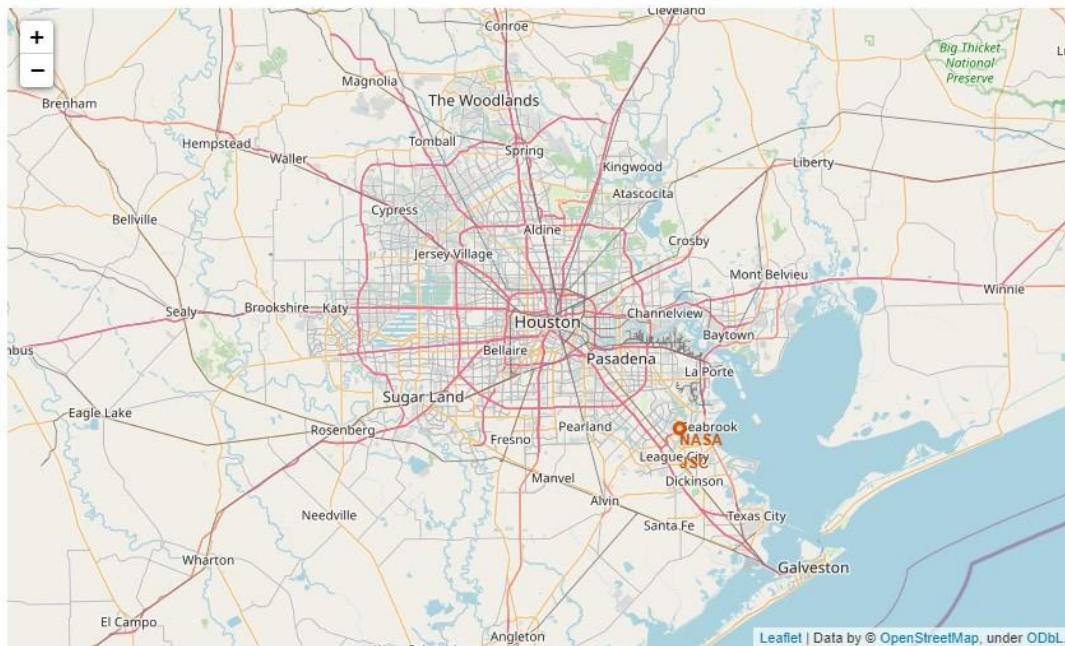 Cleveland
Conroe
+
−
Big Thicket
National
Preserve
Magnolia
The Woodlands
Brenham
Hempstead
Tomball
Waller
Spring
Kingwood
Liberty
Atascocita
Cypress
Bellville
Aldine
Crosby
Jersey Village
Mont Belvieu
Winnie
Brookshire
Katy
Sealy
Houston
Channelview
Baytown
Bellaire
Pasadena
La Porte
Sugar Land
Eagle Lake
Rosenberg
Fresno
Pearland
Seabrook
NASA
JSC
League City
Manvel
Dickinson
Alvin
Needville
Santa Fe
Texas City
Wharton
Galveston
El Campo
Angleton
Leaflet | Data by © OpenStreetMap, under ODbL.